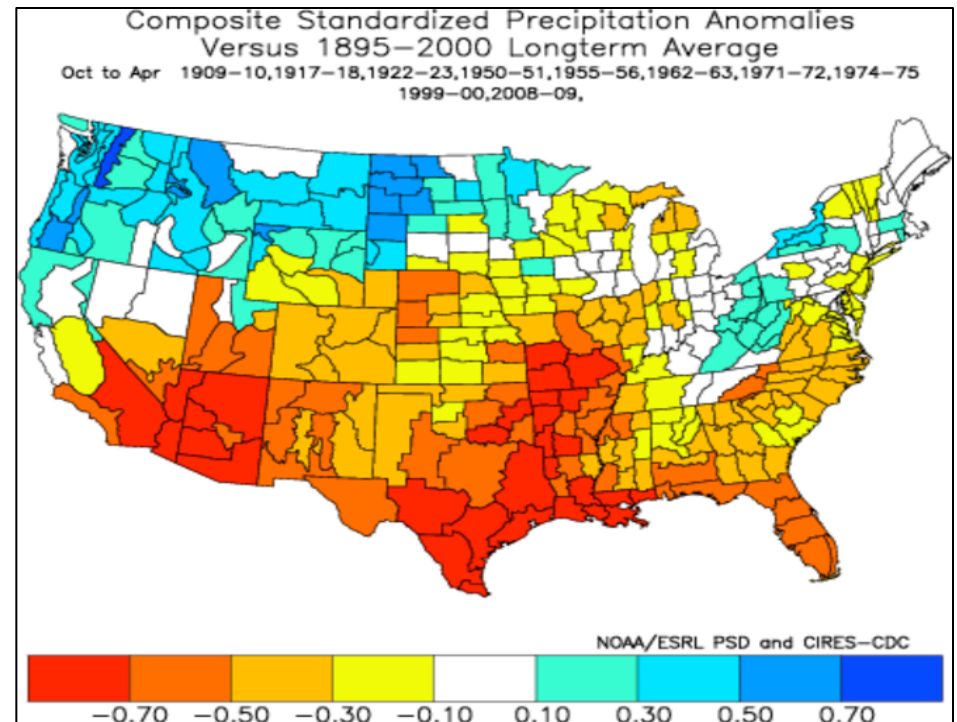 Composite Standardized Precipitation Anomalies
Versus 1895-2000 Longterm Average
Oct to Apr 1909-10,1917-18,1922-23,1950-51,1955-56,1962-63,1971-72,1974-75
1999-00,2008-09,
NOAA/ESRL PSD and CIRES-CDC
-0.70 -0.50 -0.30 -0.10 0.10 0.30 0.50 0.70